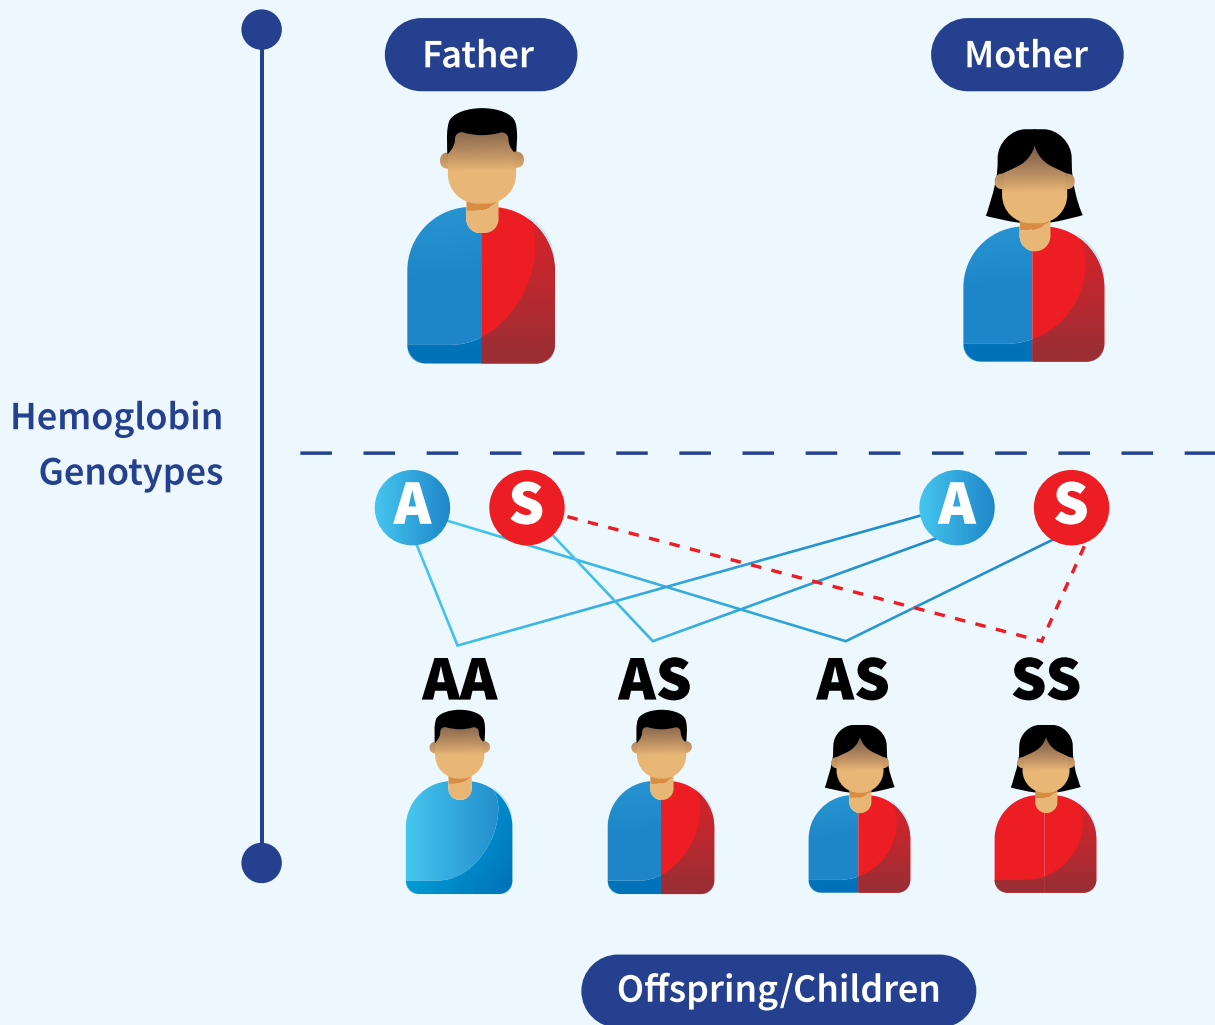 Father
Mother
Hemoglobin
Genotypes
A S A S
AA AS AS SS
Offspring/Children